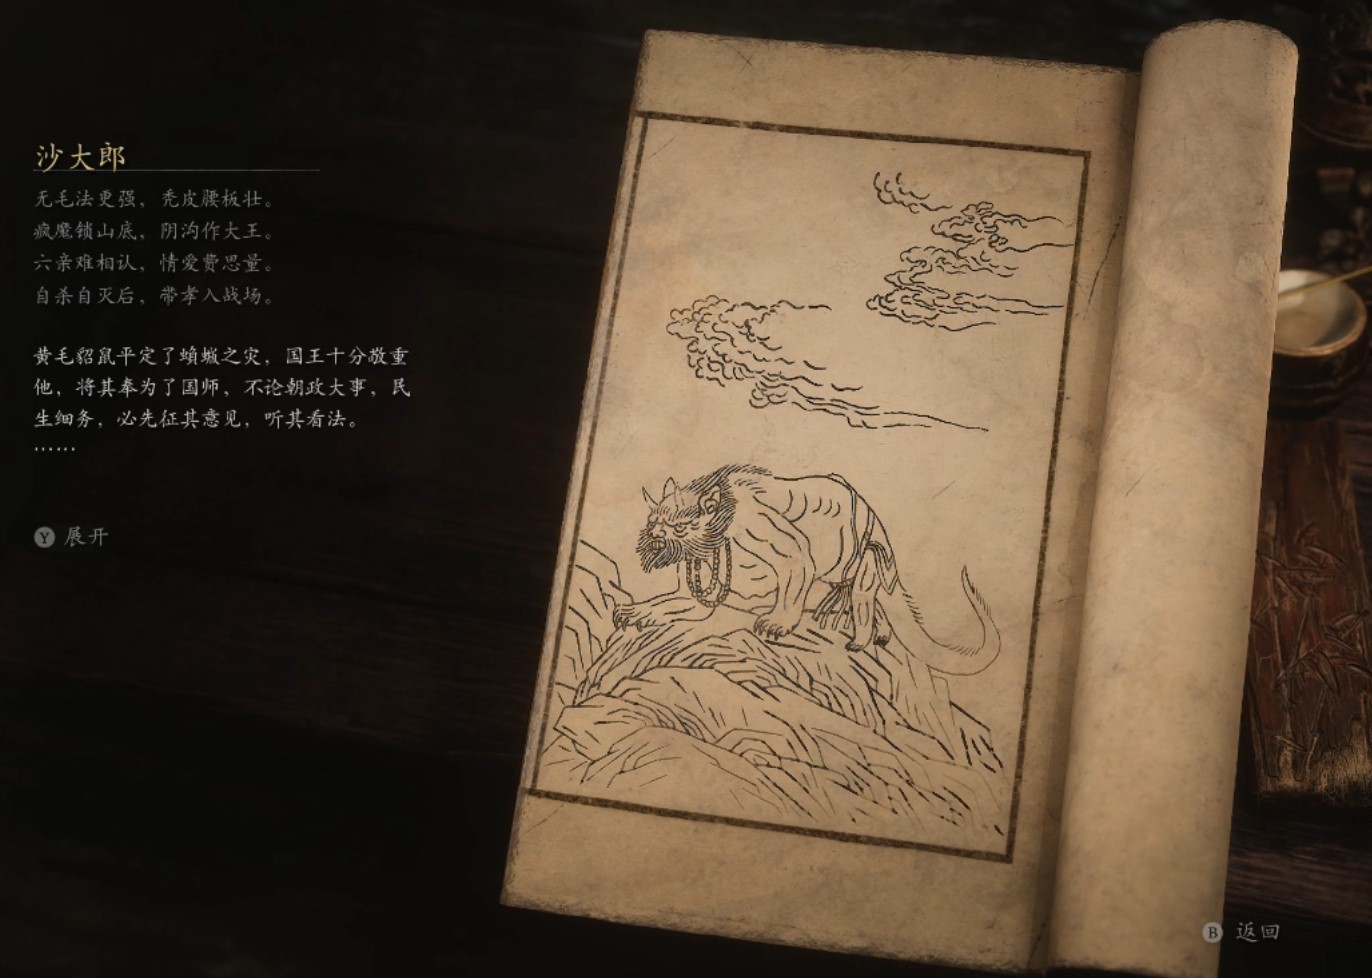 沙大郎
无毛法更强，秃皮腰板壮。
疯魔锁山底，阴沟作大王。
六亲难相认，情爱费思量。
自杀自灭后，带孝入战场。
黄毛貂鼠平定了蝜蝂之灾，国王十分敬重
他，将其奉为了国师，不论朝政大事，民
生细务，必先征其意见，听其看法。
……
Y 展开
B 返回